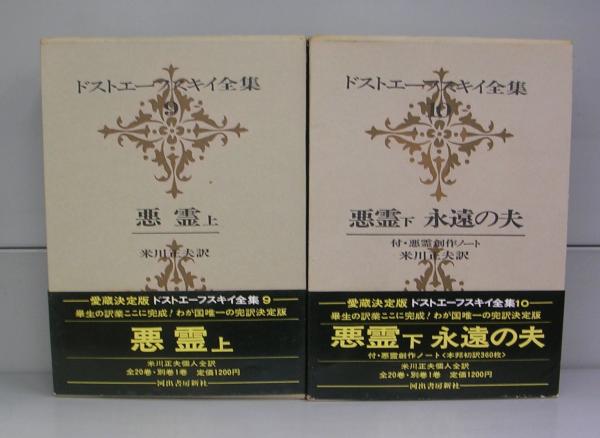 ドストエーフスキイ全集
9
悪霊上
米川正夫訳
愛蔵決定版 ドストエーフスキイ全集9
畢生の訳業ここに完成!わが国唯一の完訳決定版
悪霊上
米川正夫個人全訳
全20巻・別巻1巻 定価1200円
河出書房新社
ドストエーフスキイ全集
10
悪霊下 永遠の夫
付・悪霊創作ノート
米川正夫訳
愛蔵決定版 ドストエーフスキイ全集10
畢生の訳業ここに完成!わが国唯一の完訳決定版
悪霊下 永遠の夫
付・悪霊創作ノート<本邦初訳360枚>
米川正夫個人全訳
全20巻・別巻1巻 定価1200円
河出書房新社